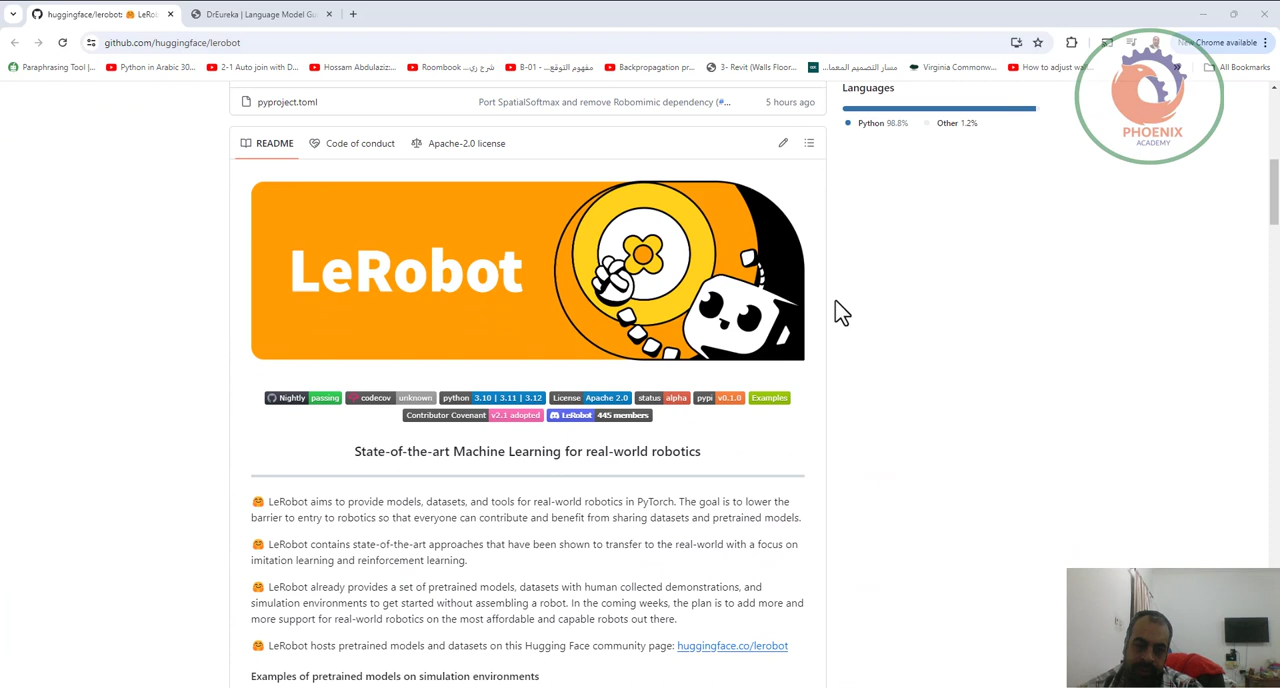 huggingface/lerobot: 🤗 LeRob
DrEureka | Language Model Gui
github.com/huggingface/lerobot
New Chrome available
Paraphrasing Tool |...
Python in Arabic 30...
2-1 Auto join with D...
Hossam Abdulaziz:...
B-01 - مفهوم التوقع...
Backpropagation pr...
3- Revit (Walls Floor...
مسار التصميم المعما...
Virginia Commonw...
How to adjust wall
»
All Bookmarks
pyproject.toml
Port SpatialSoftmax and remove Robomimic dependency (#...
5 hours ago
Languages
Python 98.8%
Other 1.2%
PHOENIX
ACADEMY
README
Code of conduct
Apache-2.0 license
LeRobot
Nightly passing
codecov unknown
python 3.10 | 3.11 | 3.12
License Apache 2.0
status alpha
pypi v0.1.0
Examples
Contributor Covenant v2.1 adopted
LeRobot 445 members
State-of-the-art Machine Learning for real-world robotics
🤗 LeRobot aims to provide models, datasets, and tools for real-world robotics in PyTorch. The goal is to lower the
barrier to entry to robotics so that everyone can contribute and benefit from sharing datasets and pretrained models.
🤗 LeRobot contains state-of-the-art approaches that have been shown to transfer to the real-world with a focus on
imitation learning and reinforcement learning.
🤗 LeRobot already provides a set of pretrained models, datasets with human collected demonstrations, and
simulation environments to get started without assembling a robot. In the coming weeks, the plan is to add more and
more support for real-world robotics on the most affordable and capable robots out there.
🤗 LeRobot hosts pretrained models and datasets on this Hugging Face community page: huggingface.co/lerobot
Examples of pretrained models on simulation environments